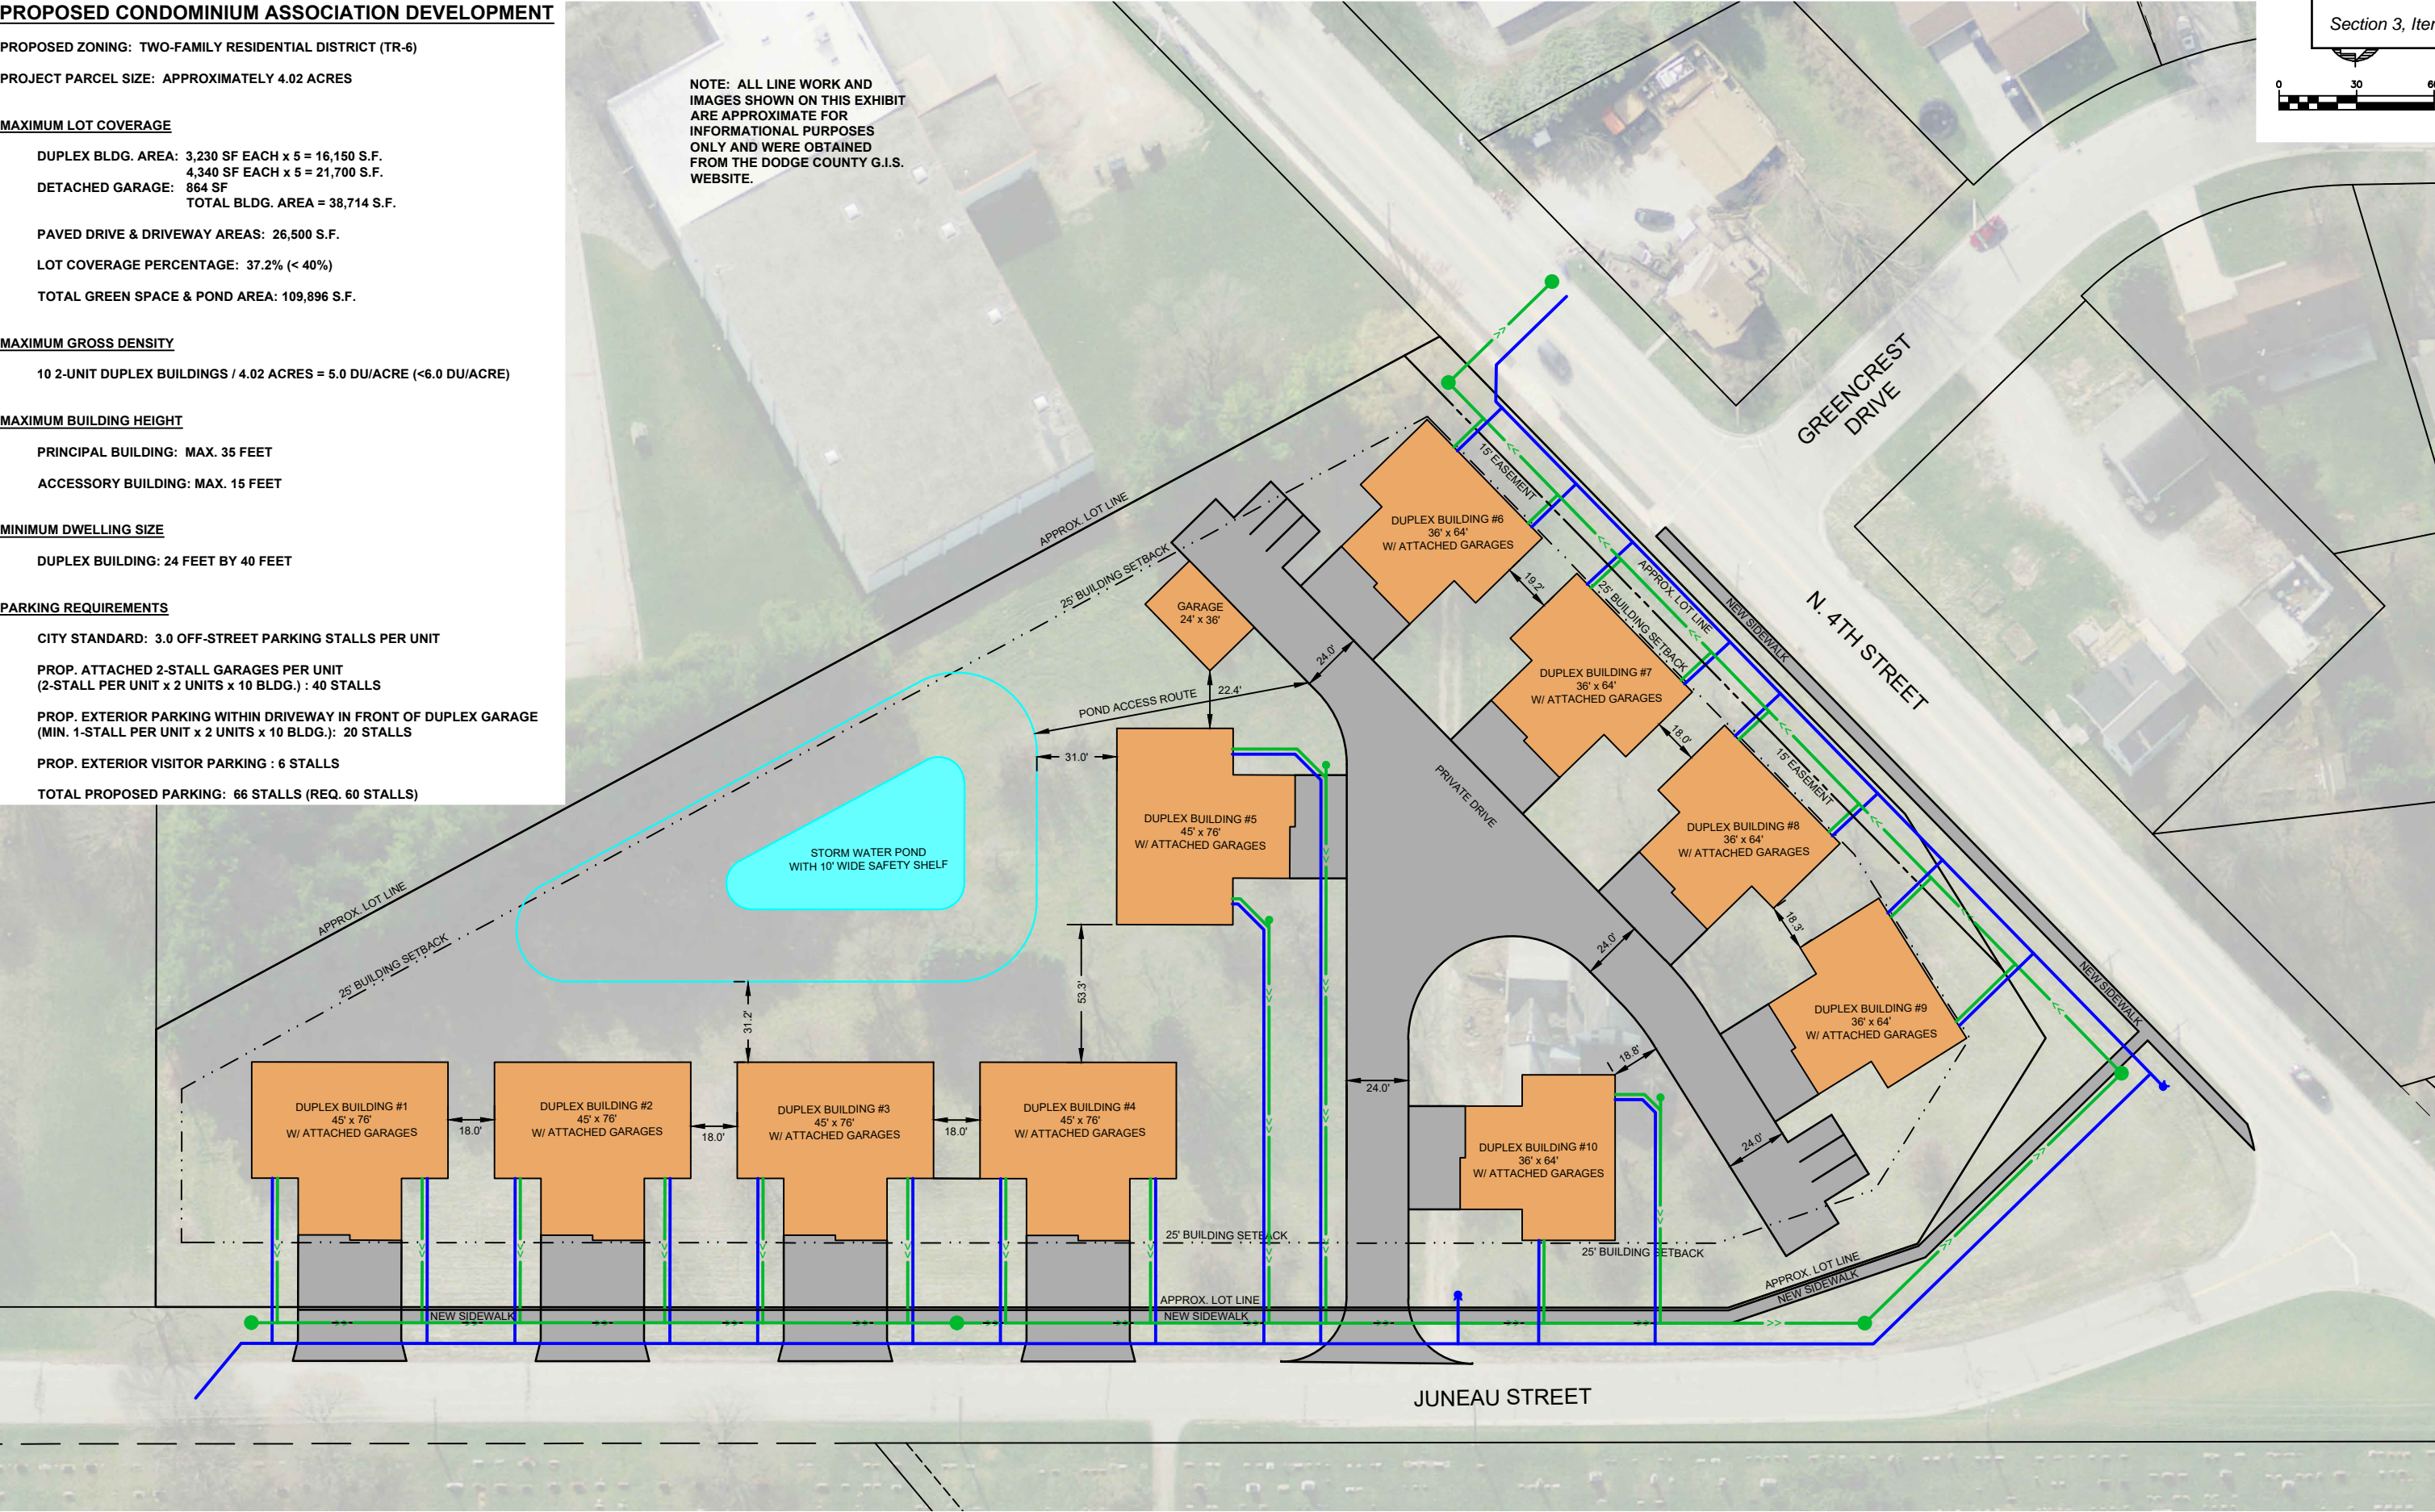 PROPOSED CONDOMINIUM ASSOCIATION DEVELOPMENT
PROPOSED ZONING: TWO-FAMILY RESIDENTIAL DISTRICT (TR-6)
PROJECT PARCEL SIZE: APPROXIMATELY 4.02 ACRES
MAXIMUM LOT COVERAGE
DUPLEX BLDG. AREA: 3,230 SF EACH x 5 = 16,150 S.F.
4,340 SF EACH x 5 = 21,700 S.F.
DETACHED GARAGE: 864 SF
TOTAL BLDG. AREA = 38,714 S.F.
PAVED DRIVE & DRIVEWAY AREAS: 26,500 S.F.
LOT COVERAGE PERCENTAGE: 37.2% (< 40%)
TOTAL GREEN SPACE & POND AREA: 109,896 S.F.
MAXIMUM GROSS DENSITY
10 2-UNIT DUPLEX BUILDINGS / 4.02 ACRES = 5.0 DU/ACRE (<6.0 DU/ACRE)
MAXIMUM BUILDING HEIGHT
PRINCIPAL BUILDING: MAX. 35 FEET
ACCESSORY BUILDING: MAX. 15 FEET
MINIMUM DWELLING SIZE
DUPLEX BUILDING: 24 FEET BY 40 FEET
PARKING REQUIREMENTS
CITY STANDARD: 3.0 OFF-STREET PARKING STALLS PER UNIT
PROP. ATTACHED 2-STALL GARAGES PER UNIT
(2-STALL PER UNIT x 2 UNITS x 10 BLDG.) : 40 STALLS
PROP. EXTERIOR PARKING WITHIN DRIVEWAY IN FRONT OF DUPLEX GARAGE
(MIN. 1-STALL PER UNIT x 2 UNITS x 10 BLDG.): 20 STALLS
PROP. EXTERIOR VISITOR PARKING : 6 STALLS
TOTAL PROPOSED PARKING: 66 STALLS (REQ. 60 STALLS)
NOTE: ALL LINE WORK AND
IMAGES SHOWN ON THIS EXHIBIT
ARE APPROXIMATE FOR
INFORMATIONAL PURPOSES
ONLY AND WERE OBTAINED
FROM THE DODGE COUNTY G.I.S.
WEBSITE.
Section 3, Iter
0 30 60
GREENCREST
DRIVE
N. 4TH STREET
NEW SIDEWALK
APPROX. LOT LINE
15' EASEMENT
25' BUILDING SETBACK
DUPLEX BUILDING #6
36' x 64'
W/ ATTACHED GARAGES
19.2'
DUPLEX BUILDING #7
36' x 64'
W/ ATTACHED GARAGES
18.0'
15' EASEMENT
DUPLEX BUILDING #8
36' x 64'
W/ ATTACHED GARAGES
18.3'
DUPLEX BUILDING #9
36' x 64'
W/ ATTACHED GARAGES
NEW SIDEWALK
APPROX. LOT LINE
25' BUILDING SETBACK
GARAGE
24' x 36'
24.0'
22.4'
POND ACCESS ROUTE
31.0'
PRIVATE DRIVE
DUPLEX BUILDING #5
45' x 76'
W/ ATTACHED GARAGES
STORM WATER POND
WITH 10' WIDE SAFETY SHELF
APPROX. LOT LINE
25' BUILDING SETBACK
31.2'
53.3'
24.0'
24.0'
18.8'
24.0'
DUPLEX BUILDING #1
45' x 76'
W/ ATTACHED GARAGES
18.0'
DUPLEX BUILDING #2
45' x 76'
W/ ATTACHED GARAGES
18.0'
DUPLEX BUILDING #3
45' x 76'
W/ ATTACHED GARAGES
18.0'
DUPLEX BUILDING #4
45' x 76'
W/ ATTACHED GARAGES
DUPLEX BUILDING #10
36' x 64'
W/ ATTACHED GARAGES
25' BUILDING SETBACK
25' BUILDING SETBACK
APPROX. LOT LINE
NEW SIDEWALK
APPROX. LOT LINE
NEW SIDEWALK
NEW SIDEWALK
JUNEAU STREET